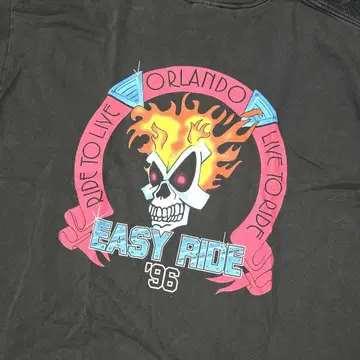 RIDE TO LIVE
ORLANDO
LIVE TO RIDE
EASY RIDE
'96